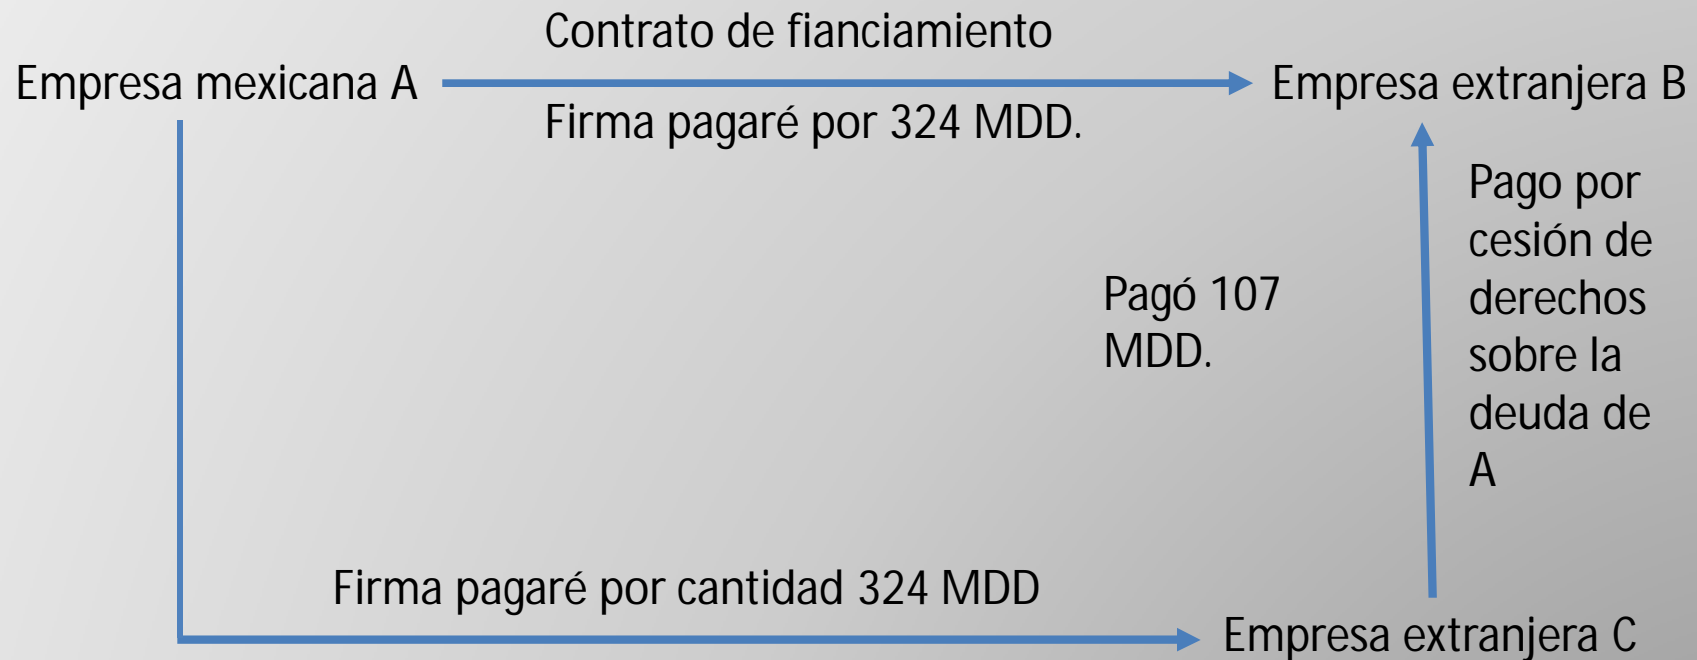 Contrato de fianciamiento
Empresa mexicana A
Empresa extranjera B
Firma pagaré por 324 MDD.
Pago por
cesión de
derechos
sobre la
deuda de
A
Pagó 107
MDD.
Firma pagaré por cantidad 324 MDD
Empresa extranjera C